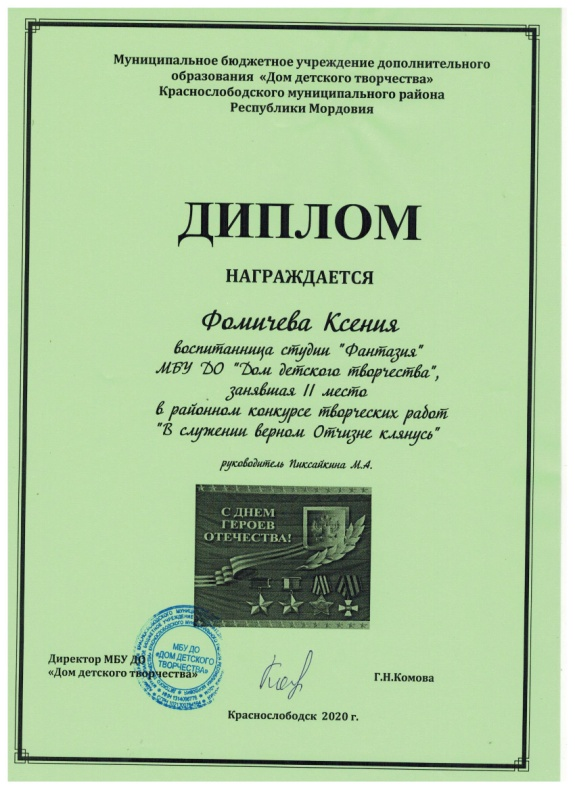 Муниципальное бюджетное учреждение дополнительного
образования «Дом детского творчества»
Краснослободского муниципального района
Республики Мордовия
ДИПЛОМ
НАГРАЖДАЕТСЯ
Фомичева Ксения
воспитанница студии "Фантазия"
МБУ ДО "Дом детского творчества",
занявшая II место
в районном конкурсе творческих работ
"В служении верном Отчизне клянусь"
руководитель Пиксайкина М.А.
С ДНЕМ
ГЕРОЕВ
ОТЕЧЕСТВА!
МБУ ДО
«ДОМ ДЕТСКОГО
ТВОРЧЕСТВА»
Директор МБУ ДО
«Дом детского творчества»
Г.Н.Комова
Краснослободск 2020 г.